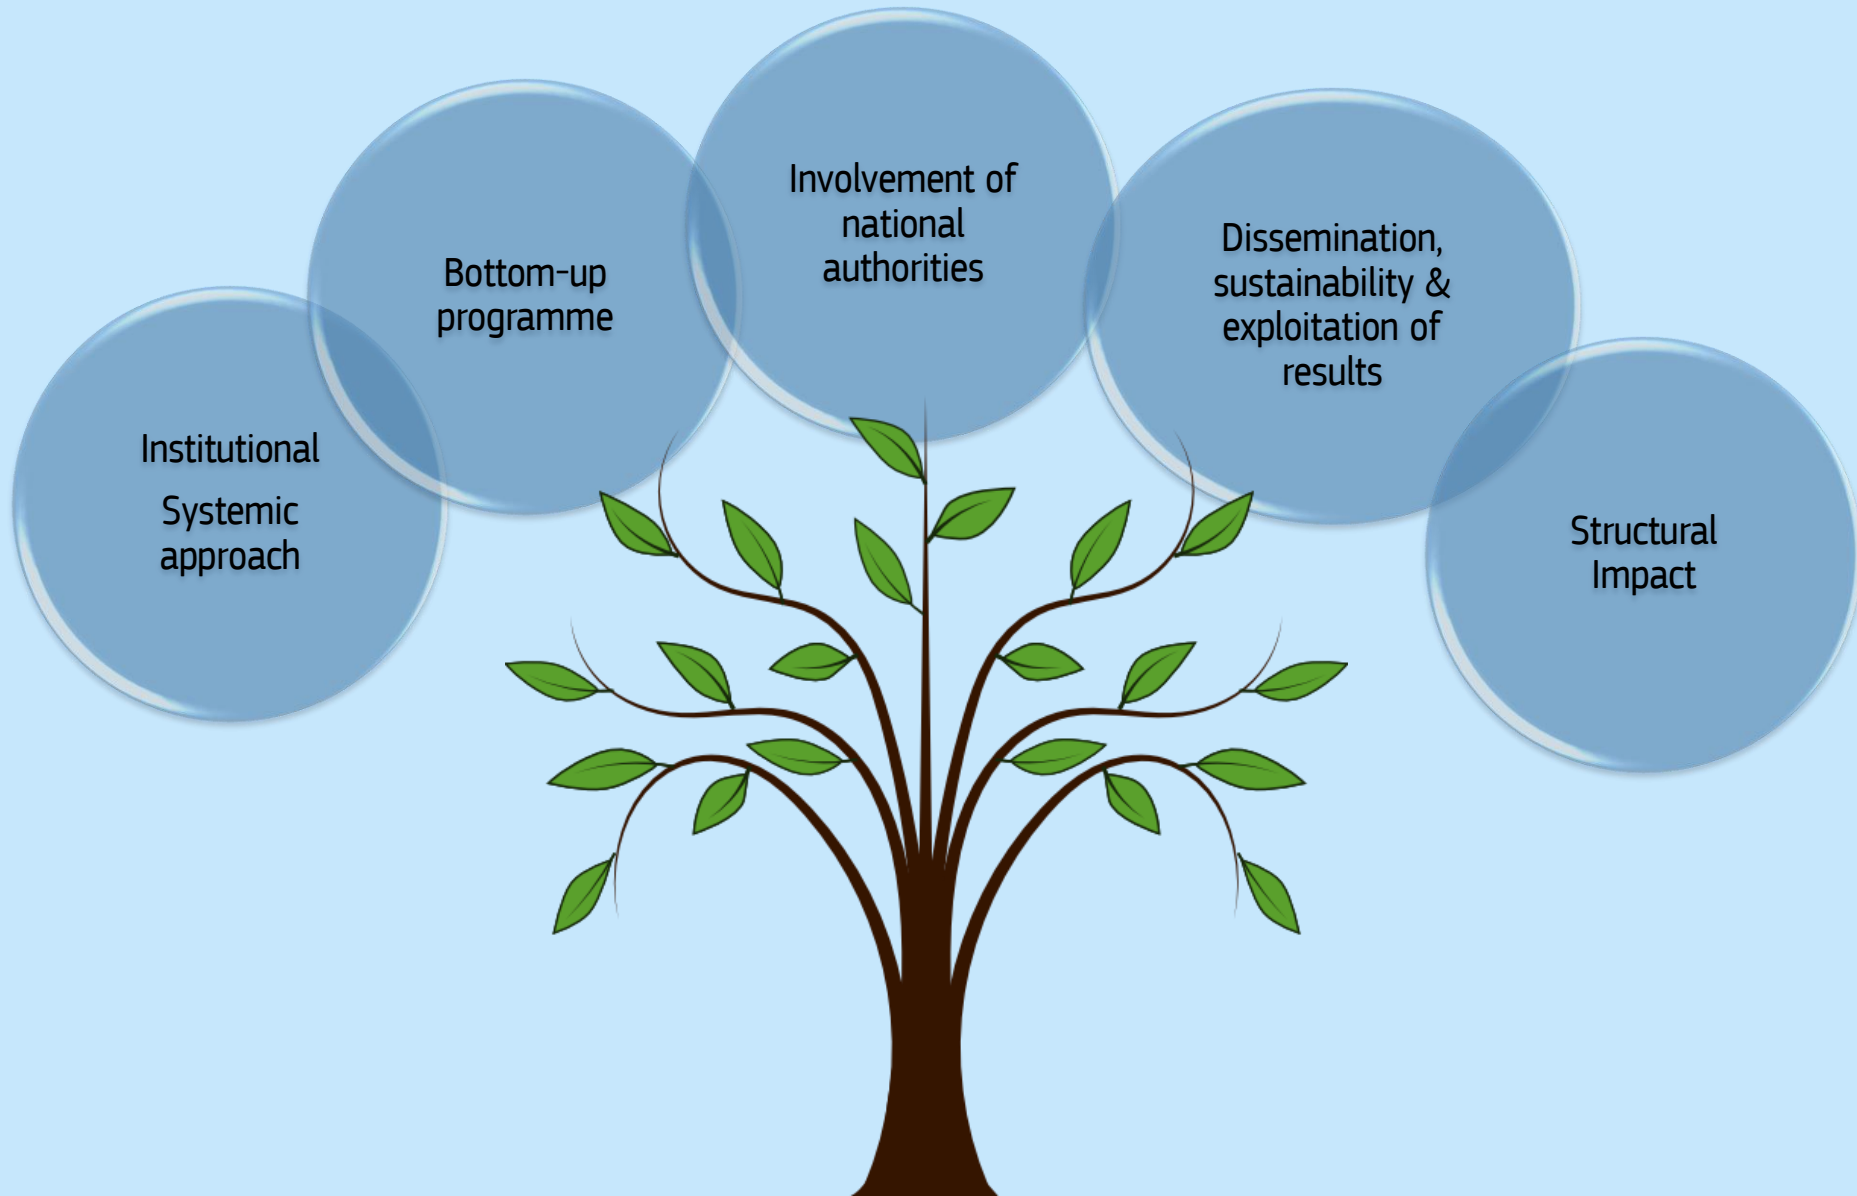 Institutional
Systemic
approach
Bottom-up
programme
Involvement of
national
authorities
Dissemination,
sustainability &
exploitation of
results
Structural
Impact